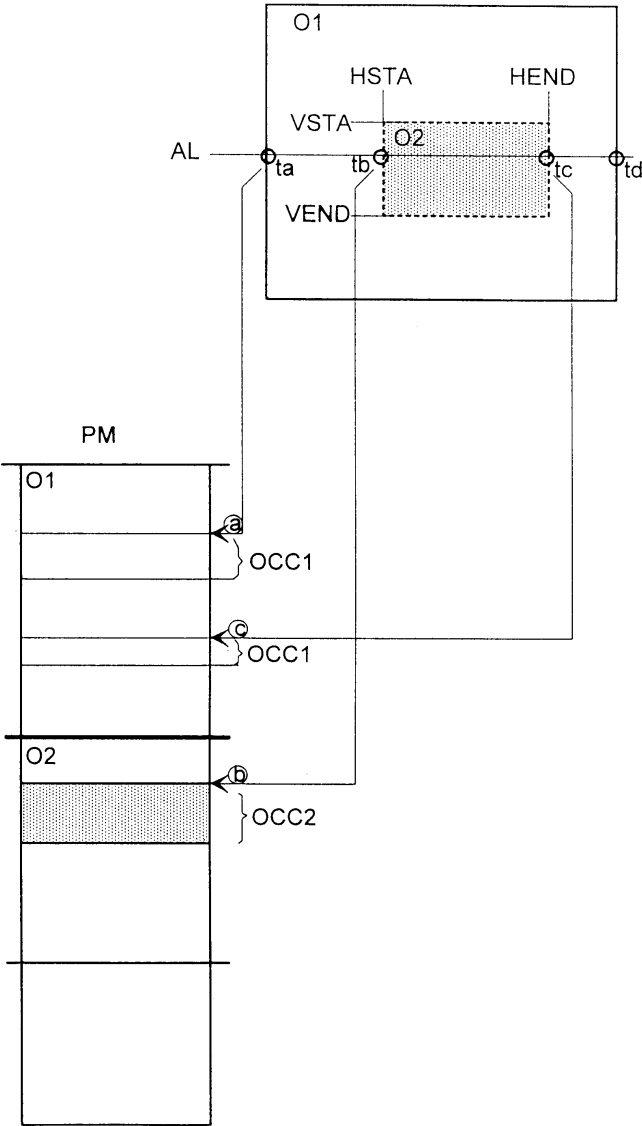 O1
HSTA HEND
VSTA
O2
AL
ta
tb
tc
td
VEND
PM
O1
a
OCC1
c
OCC1
O2
b
OCC2